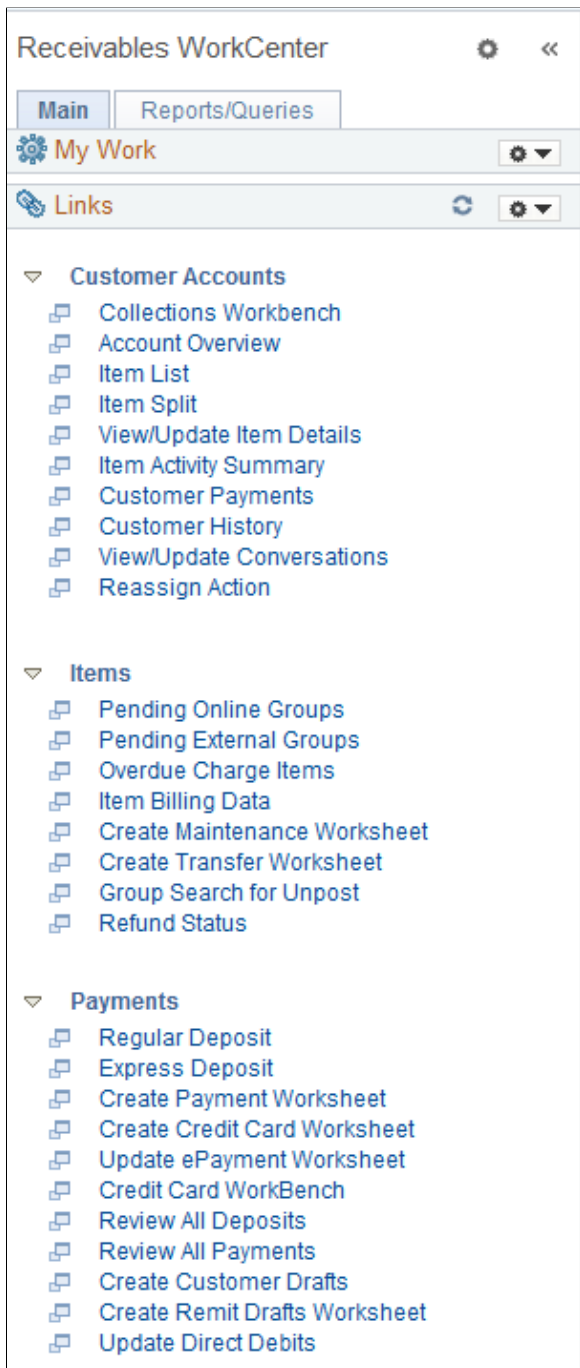 Receivables WorkCenter
Main
Reports/Queries
My Work
Links
Customer Accounts
Collections Workbench
Account Overview
Item List
Item Split
View/Update Item Details
Item Activity Summary
Customer Payments
Customer History
View/Update Conversations
Reassign Action
Items
Pending Online Groups
Pending External Groups
Overdue Charge Items
Item Billing Data
Create Maintenance Worksheet
Create Transfer Worksheet
Group Search for Unpost
Refund Status
Payments
Regular Deposit
Express Deposit
Create Payment Worksheet
Create Credit Card Worksheet
Update ePayment Worksheet
Credit Card WorkBench
Review All Deposits
Review All Payments
Create Customer Drafts
Create Remit Drafts Worksheet
Update Direct Debits